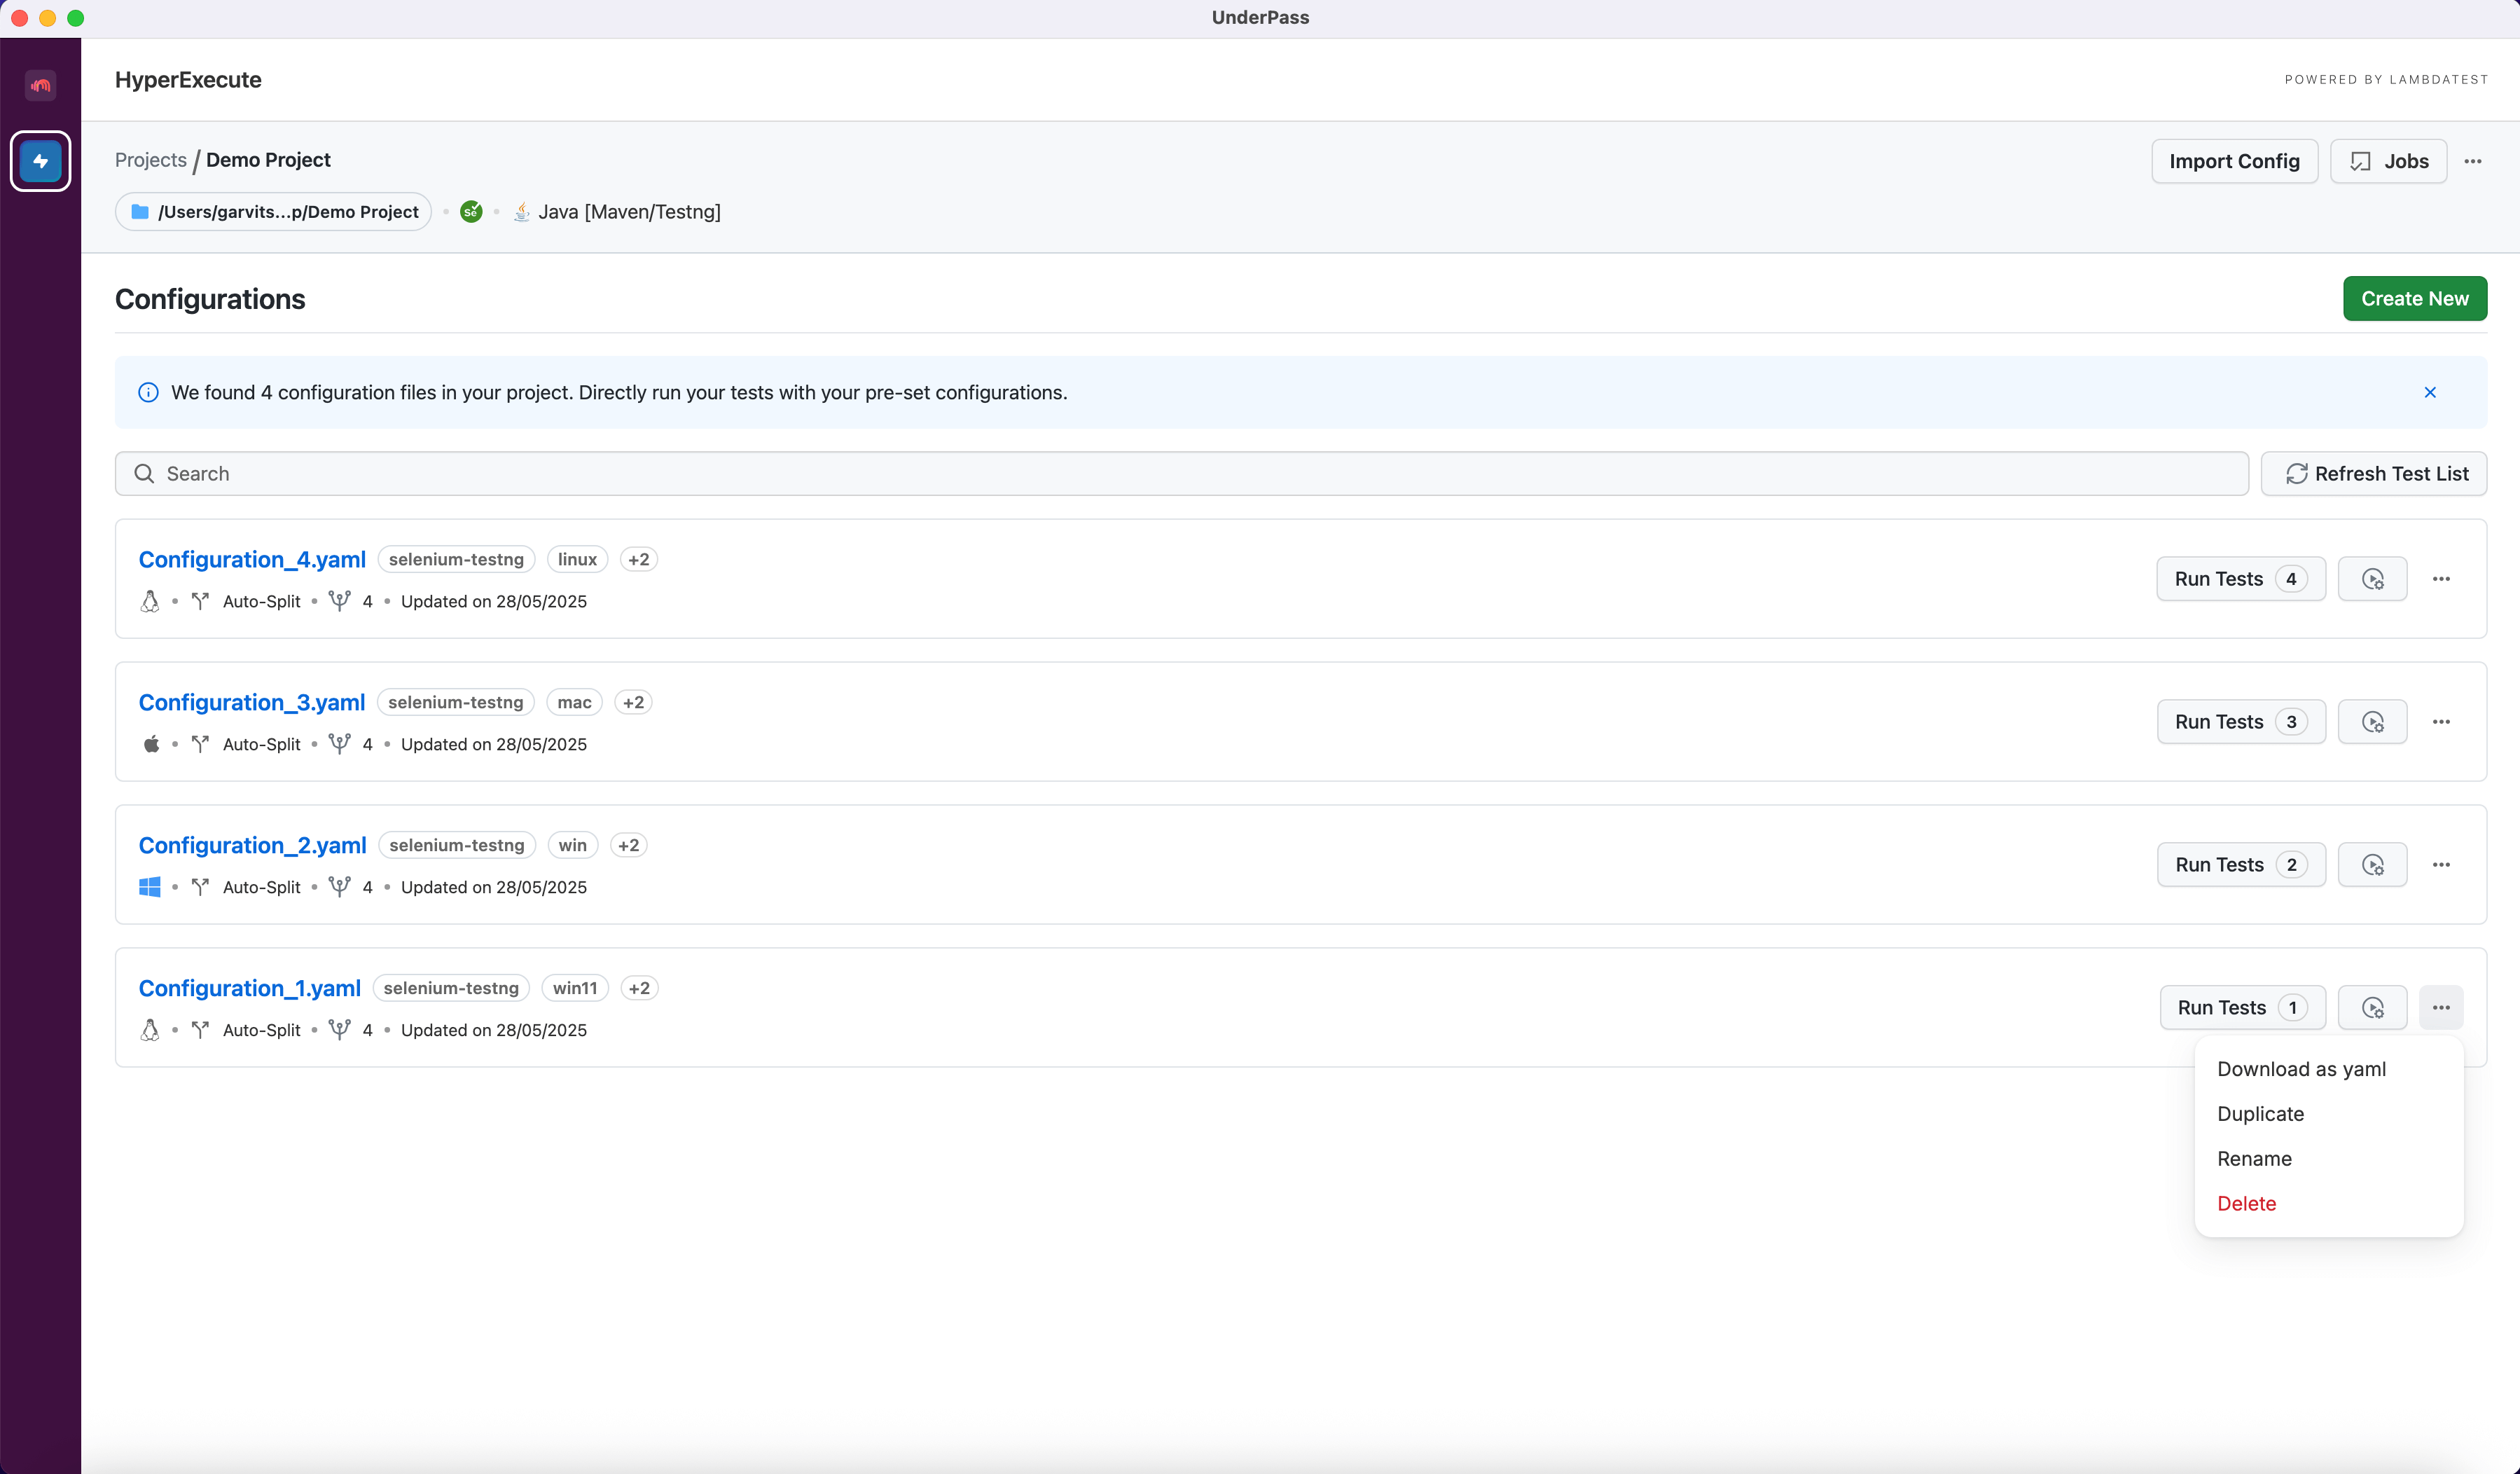 UnderPass
HyperExecute
POWERED BY LAMBDATEST
Projects / Demo Project
Import Config
Jobs
/Users/garvits...p/Demo Project
Se
Java [Maven/Testng]
Configurations
Create New
We found 4 configuration files in your project. Directly run your tests with your pre-set configurations.
Search
Refresh Test List
Configuration_4.yaml selenium-testng linux +2
Auto-Split 4 Updated on 28/05/2025
Run Tests 4
Configuration_3.yaml selenium-testng mac +2
Auto-Split 4 Updated on 28/05/2025
Run Tests 3
Configuration_2.yaml selenium-testng win +2
Auto-Split 4 Updated on 28/05/2025
Run Tests 2
Configuration_1.yaml selenium-testng win11 +2
Auto-Split 4 Updated on 28/05/2025
Run Tests 1
Download as yaml
Duplicate
Rename
Delete